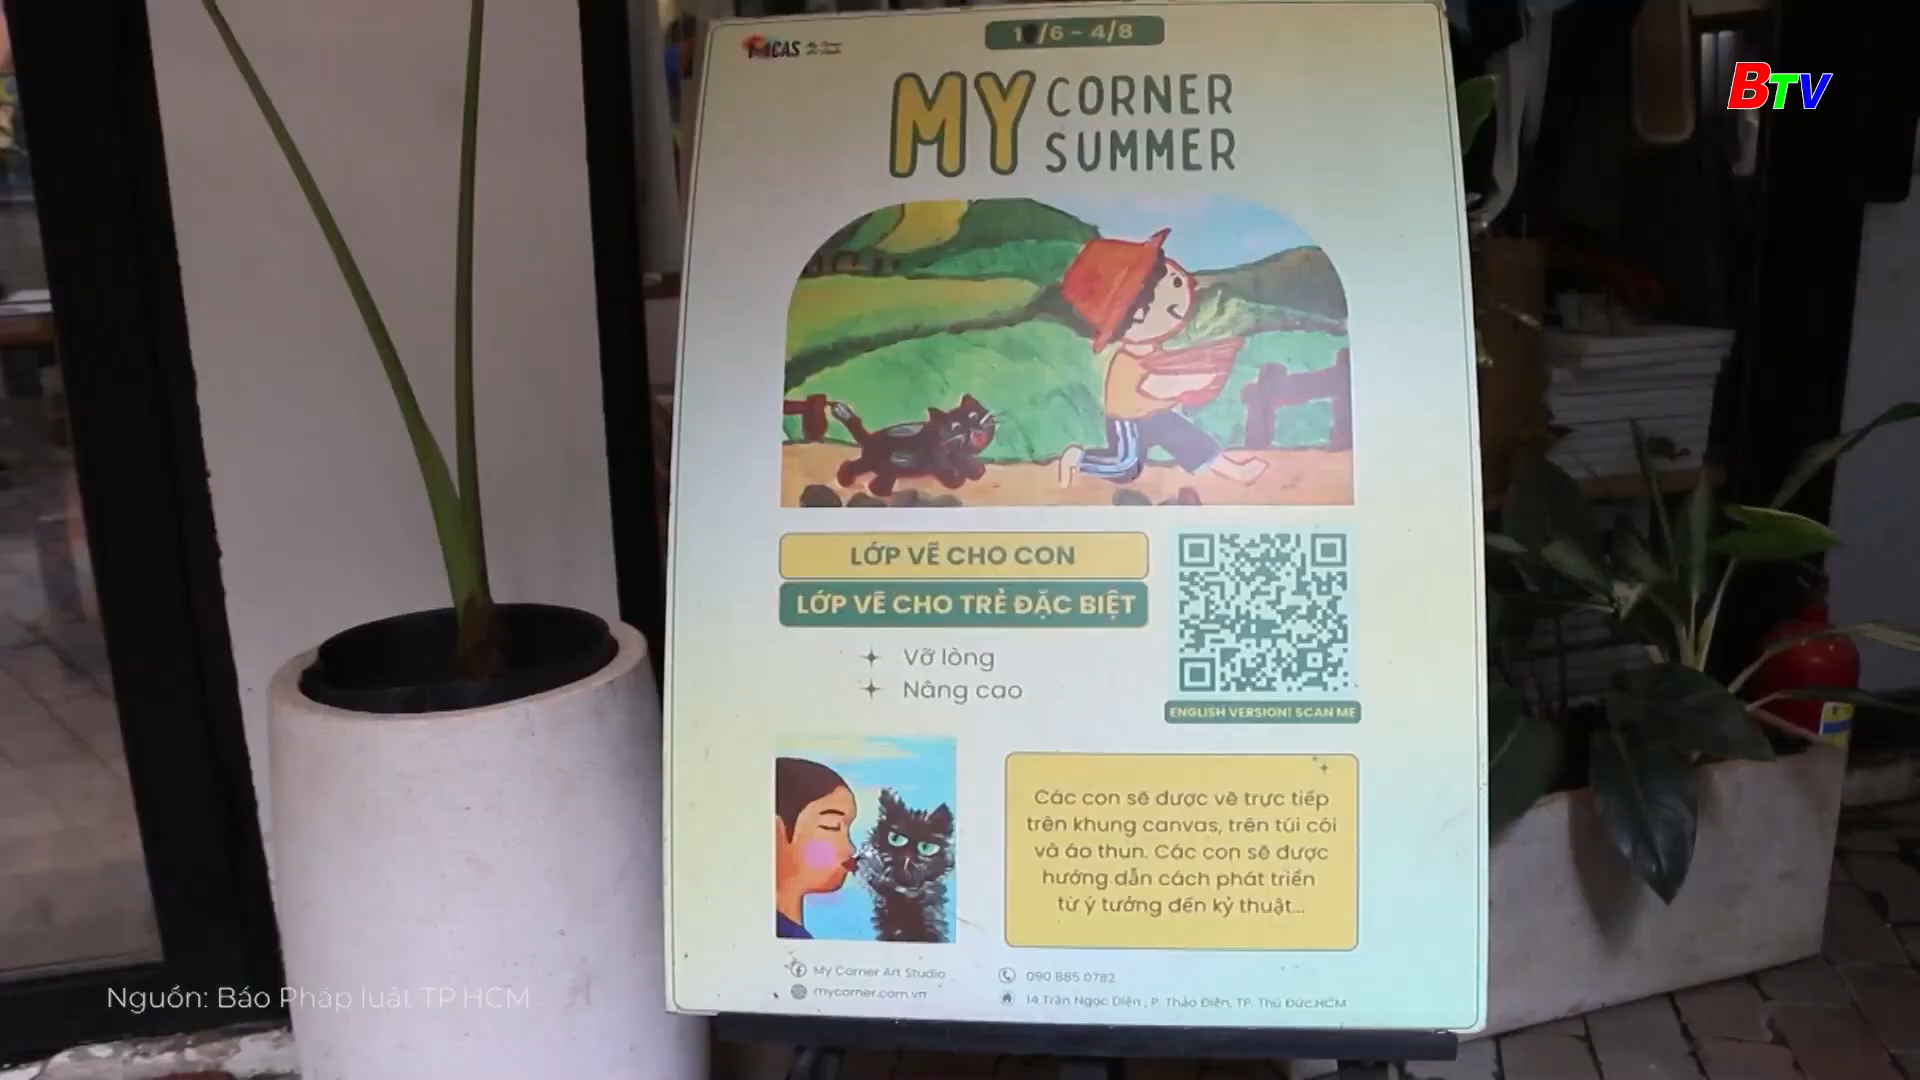 MCAS My Corner Art Studio
/6 - 4/8
BTV
MY CORNER
SUMMER
LỚP VẼ CHO CON
LỚP VẼ CHO TRẺ ĐẶC BIỆT
Vỡ lòng
Nâng cao
ENGLISH VERSION! SCAN ME
Các con sẽ được vẽ trực tiếp
trên khung canvas, trên túi cói
và áo thun. Các con sẽ được
hướng dẫn cách phát triển
từ ý tưởng đến kỹ thuật...
My Corner Art Studio
mycorner.com.vn
090 885 0782
14 Trần Ngọc Diện , P. Thảo Điền, TP. Thủ Đức,HCM
Nguồn: Báo Pháp luật TP.HCM